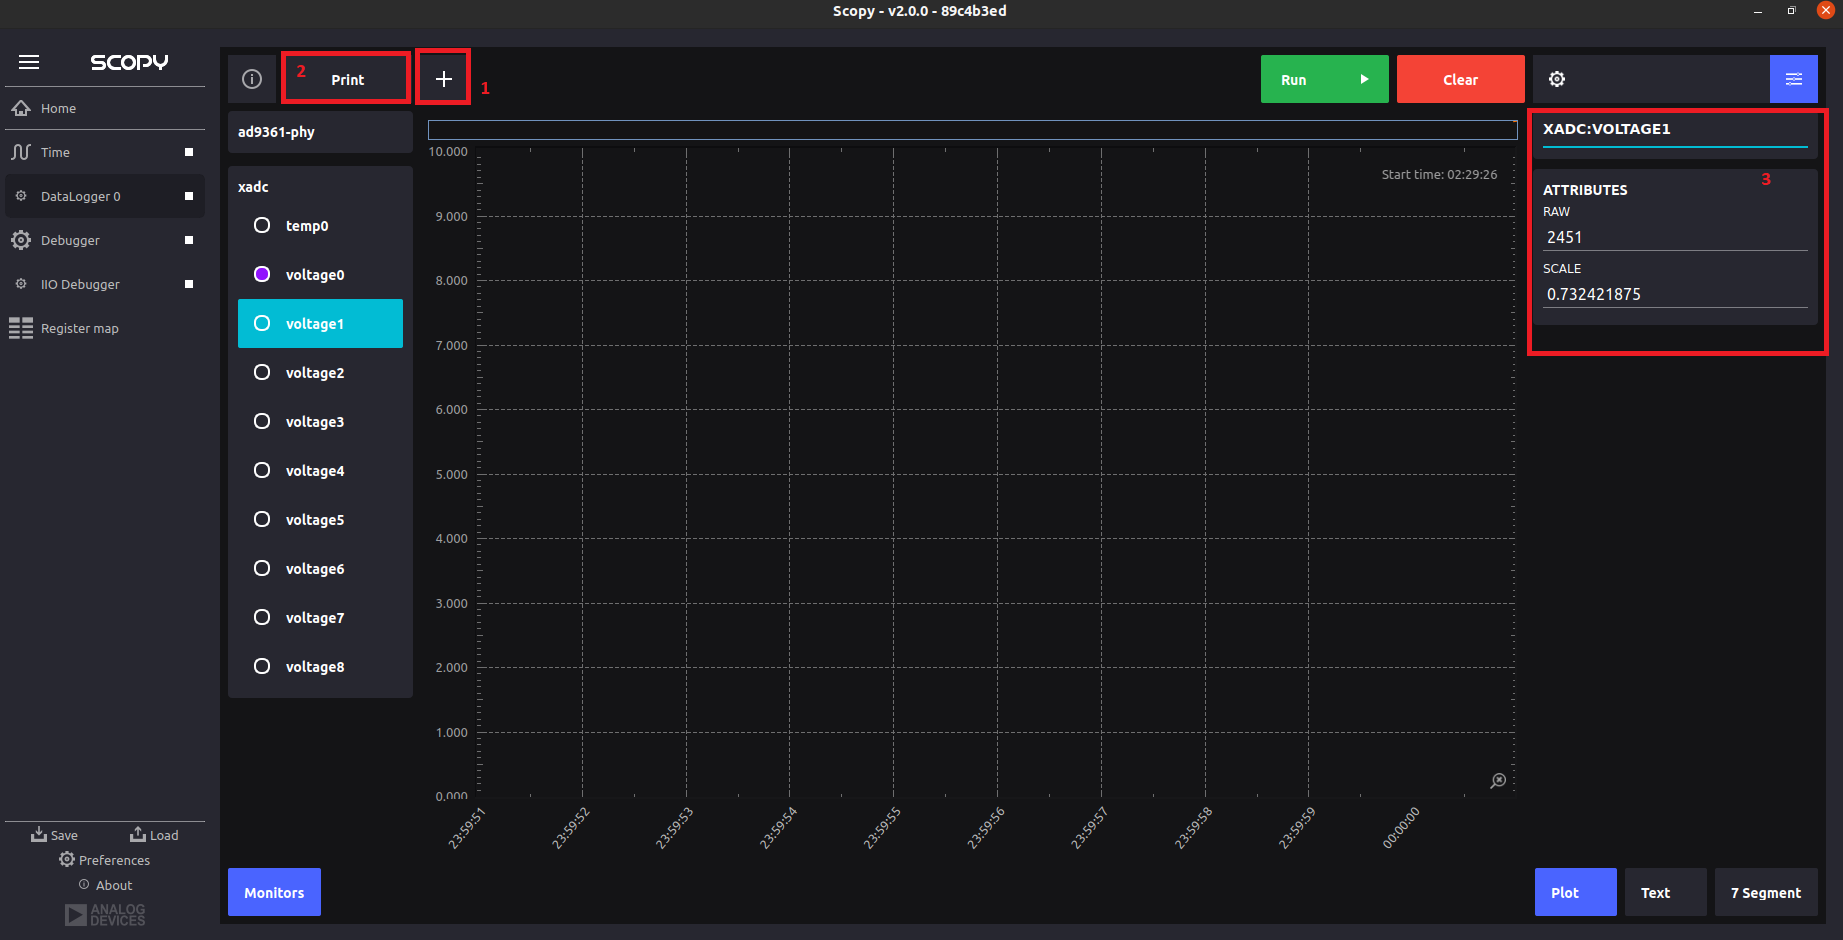 Scopy - v2.0.0 - 89c4b3ed
SCOPY
Home
Time
DataLogger 0
Debugger
IIO Debugger
Register map
Save
Load
Preferences
About
ANALOG
DEVICES
2
Print
1
Run
Clear
ad9361-phy
xadc
temp0
voltage0
voltage1
voltage2
voltage3
voltage4
voltage5
voltage6
voltage7
voltage8
Monitors
Start time: 02:29:26
10.000
9.000
8.000
7.000
6.000
5.000
4.000
3.000
2.000
1.000
0.000
23:59:51
23:59:52
23:59:53
23:59:54
23:59:55
23:59:56
23:59:57
23:59:58
23:59:59
00:00:00
XADC:VOLTAGE1
3
ATTRIBUTES
RAW
2451
SCALE
0.732421875
Plot
Text
7 Segment